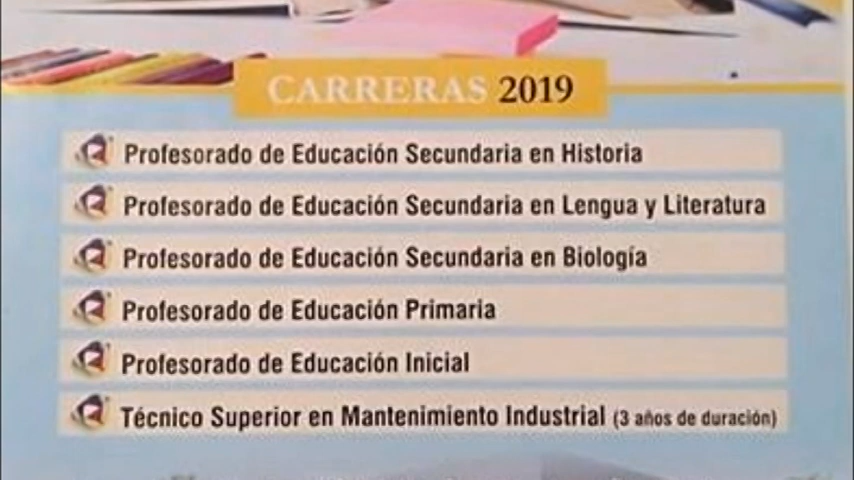 CARRERAS 2019
Profesorado de Educación Secundaria en Historia
Profesorado de Educación Secundaria en Lengua y Literatura
Profesorado de Educación Secundaria en Biología
Profesorado de Educación Primaria
Profesorado de Educación Inicial
Técnico Superior en Mantenimiento Industrial (3 años de duración)